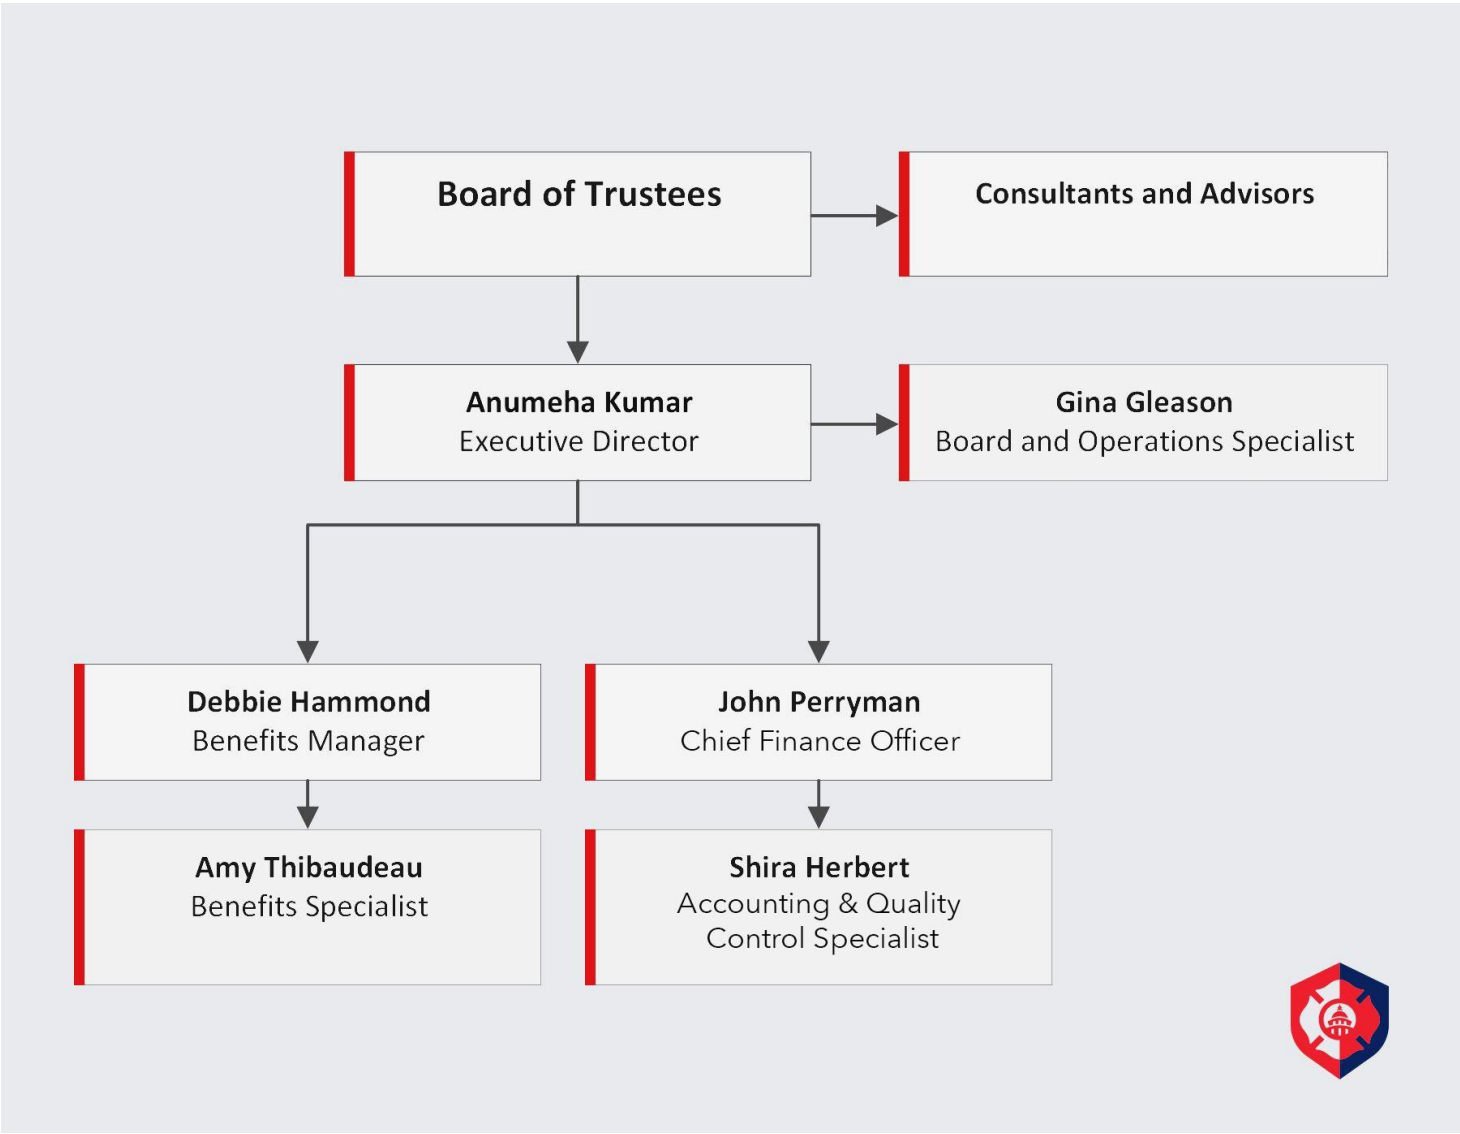 Board of Trustees
Consultants and Advisors
Anumeha Kumar
Executive Director
Gina Gleason
Board and Operations Specialist
Debbie Hammond
Benefits Manager
John Perryman
Chief Finance Officer
Amy Thibaudeau
Benefits Specialist
Shira Herbert
Accounting & Quality
Control Specialist